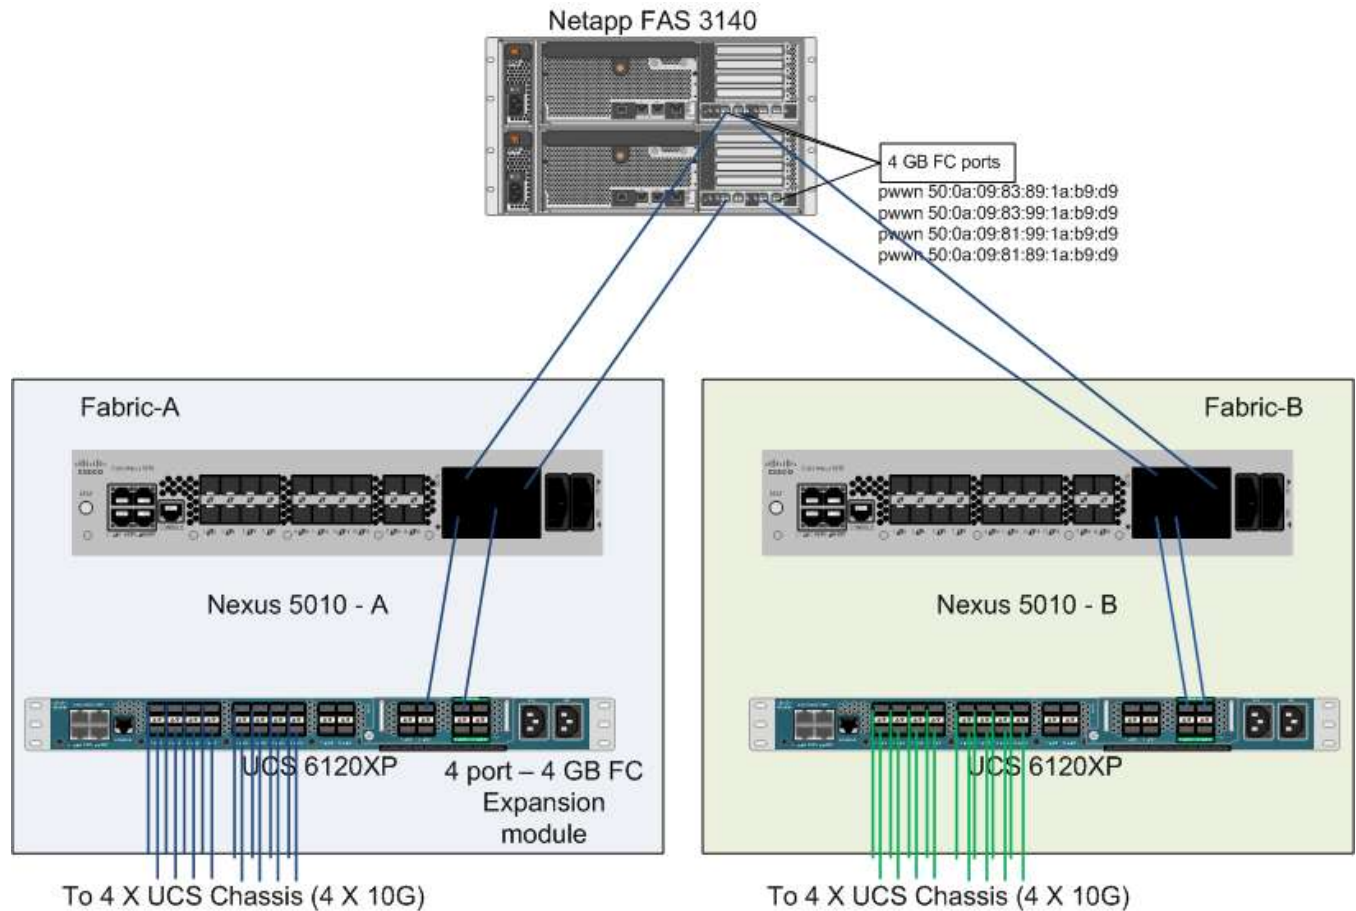 Netapp FAS 3140
4 GB FC ports
pwwn 50:0a:09:83:89:1a:b9:d9
pwwn 50:0a:09:83:99:1a:b9:d9
pwwn 50:0a:09:81:99:1a:b9:d9
pwwn 50:0a:09:81:89:1a:b9:d9
Fabric-A
Fabric-B
CISCO
Nexus 5010 - A
Nexus 5010 - B
UCS 6120XP
4 port – 4 GB FC
Expansion
module
UCS 6120XP
To 4 X UCS Chassis (4 X 10G)
To 4 X UCS Chassis (4 X 10G)